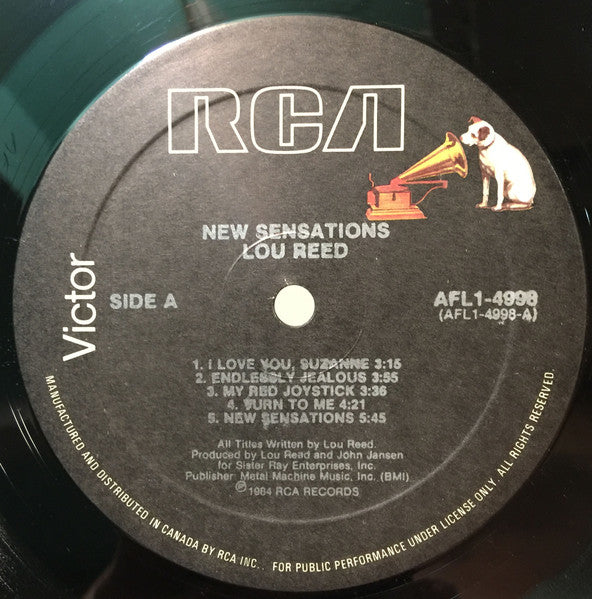 RCA
NEW SENSATIONS
LOU REED
Victor
SIDE A
AFL1-4998
(AFL1-4998-A)
1. I LOVE YOU, SUZANNE 3:15
2. ENDLESSLY JEALOUS 3:55
3. MY RED JOYSTICK 3:36
4. TURN TO ME 4:21
5. NEW SENSATIONS 5:45
All Titles Written by Lou Reed.
Produced by Lou Read and John Jansen
for Sister Ray Enterprises, Inc.
Publisher: Metal Machine Music, Inc. (BMI)
℗1984 RCA RECORDS
MANUFACTURED AND DISTRIBUTED IN CANADA BY RCA INC. FOR PUBLIC PERFORMANCE UNDER LICENSE ONLY. ALL RIGHTS RESERVED.